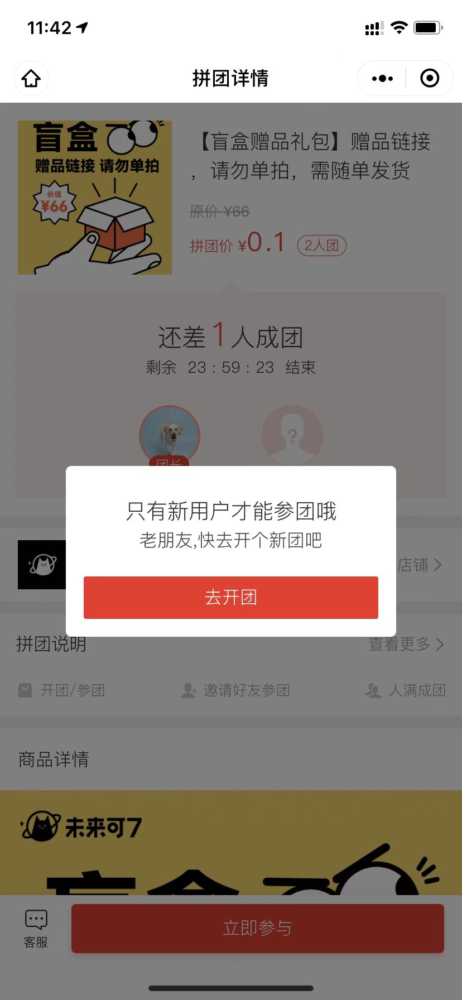 11:42
拼团详情
盲盒
赠品链接 请勿单拍
价值
¥66
【盲盒赠品礼包】赠品链接
，请勿单拍，需随单发货
原价 ¥66
拼团价 ¥0.1 2人团
还差1人成团
剩余 23 : 59 : 23 结束
?
团长
只有新用户才能参团哦
老朋友,快去开个新团吧
去开团
店铺
拼团说明
查看更多
开团/参团
邀请好友参团
人满成团
商品详情
未来可7
盲盒
客服
立即参与